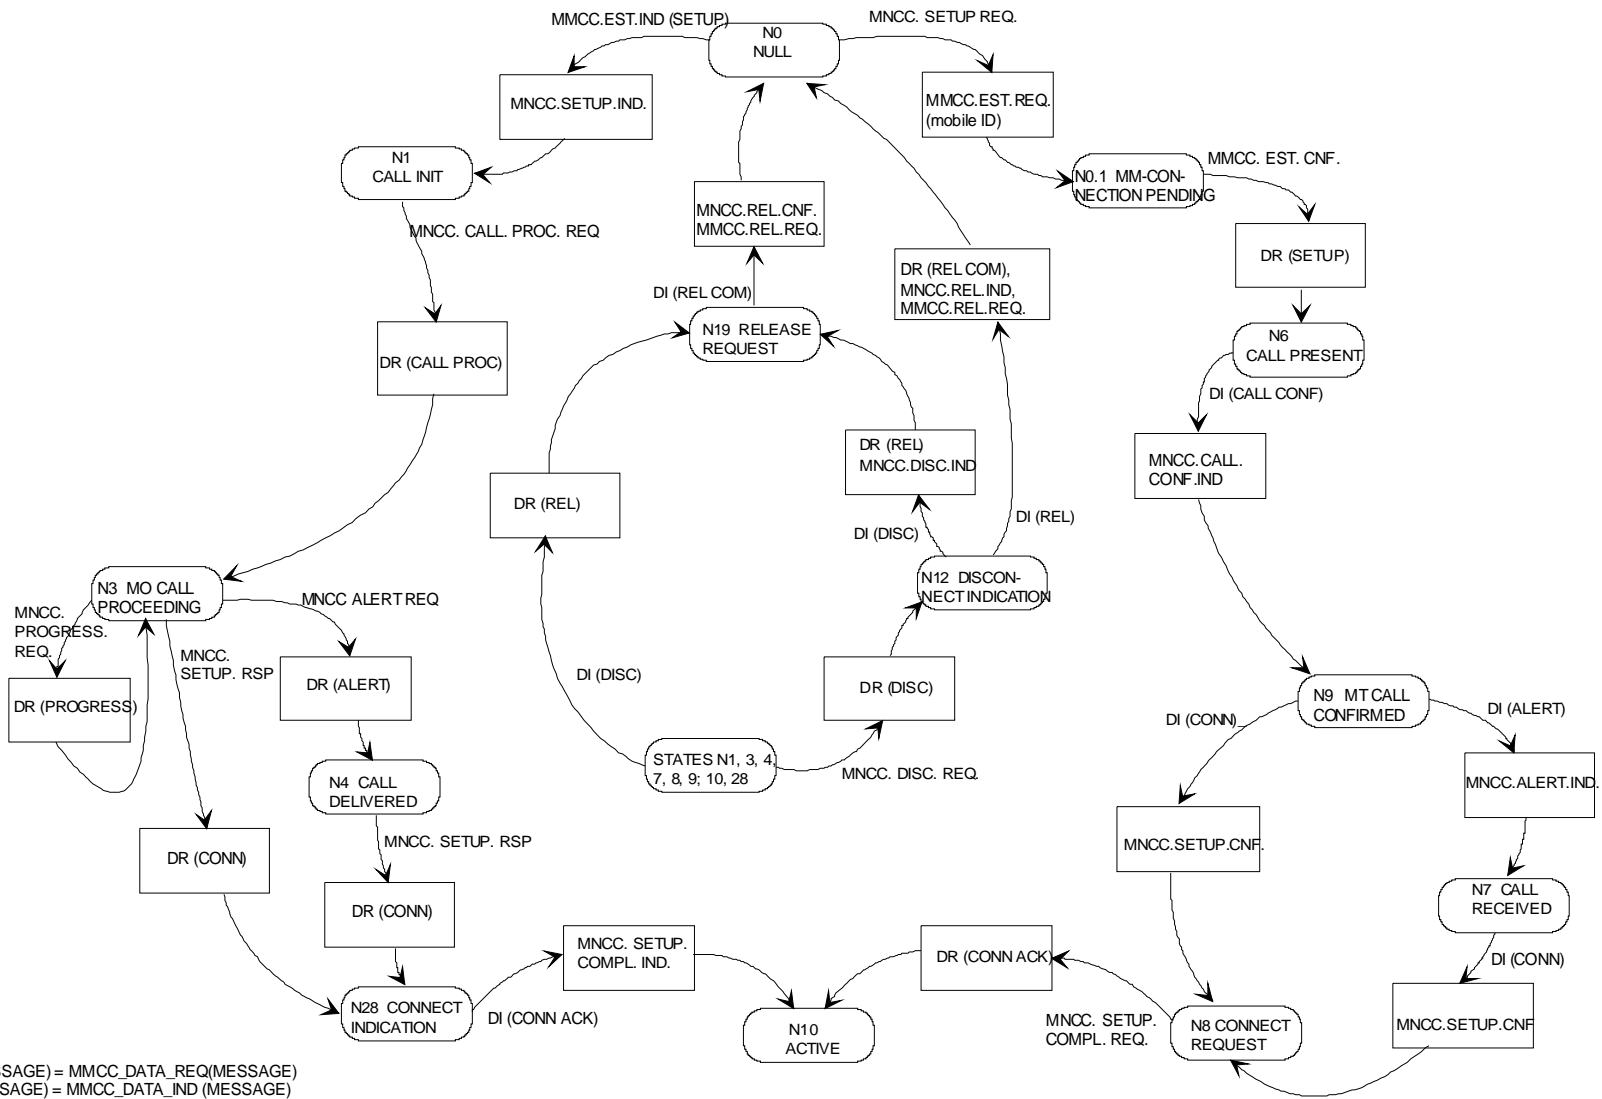 MMCC.EST.IND (SETUP)
N0
NULL
MNCC. SETUP REQ.
MNCC.SETUP.IND.
MMCC.EST.REQ.
(mobile ID)
N1
CALL INIT
MMCC. EST. CNF.
N0.1 MM-CON-
NECTION PENDING
MNCC. CALL. PROC. REQ
MNCC.REL.CNF.
MMCC.REL.REQ.
DR (SETUP)
DR (REL COM),
MNCC.REL.IND,
MMCC.REL.REQ.
DI (REL COM)
N19 RELEASE
REQUEST
N6
CALL PRESENT
DR (CALL PROC)
DI (CALL CONF)
DR (REL)
MNCC.DISC.IND
MNCC.CALL.
CONF.IND
DR (REL)
DI (REL)
DI (DISC)
N12 DISCON-
NECT INDICATION
N3 MO CALL
PROCEEDING
MNCC ALERT REQ
MNCC.
PROGRESS.
REQ.
MNCC.
SETUP. RSP
DI (DISC)
DR (ALERT)
DR (DISC)
DR (PROGRESS)
N9 MT CALL
CONFIRMED
DI (CONN)
DI (ALERT)
STATES N1, 3, 4,
7, 8, 9; 10, 28
MNCC. DISC. REQ.
MNCC.ALERT.IND.
N4 CALL
DELIVERED
MNCC. SETUP. RSP
MNCC.SETUP.CNF.
DR (CONN)
N7 CALL
RECEIVED
DR (CONN)
MNCC. SETUP.
COMPL. IND.
DR (CONN ACK)
DI (CONN)
N28 CONNECT
INDICATION
DI (CONN ACK)
N10
ACTIVE
MNCC. SETUP.
COMPL. REQ.
N8 CONNECT
REQUEST
MNCC.SETUP.CNF
SSAGE) = MMCC_DATA_REQ(MESSAGE)
SAGE) = MMCC_DATA_IND (MESSAGE)